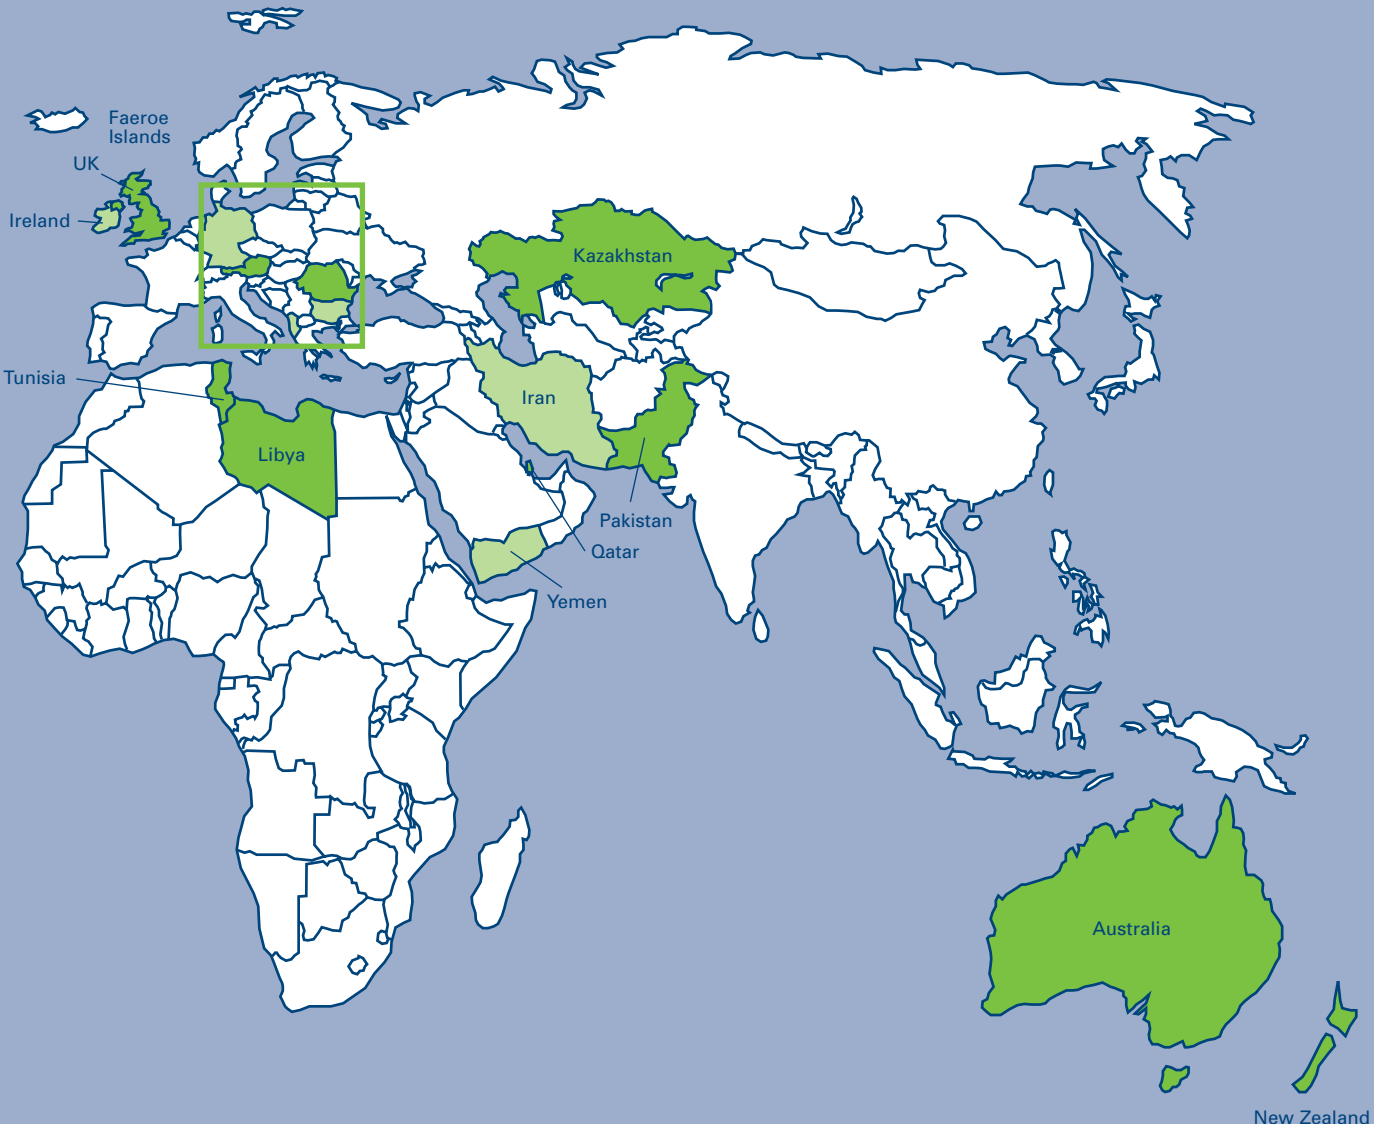 Faeroe
Islands
UK
Ireland
Kazakhstan
Tunisia
Iran
Libya
Pakistan
Qatar
Yemen
Australia
New Zealand